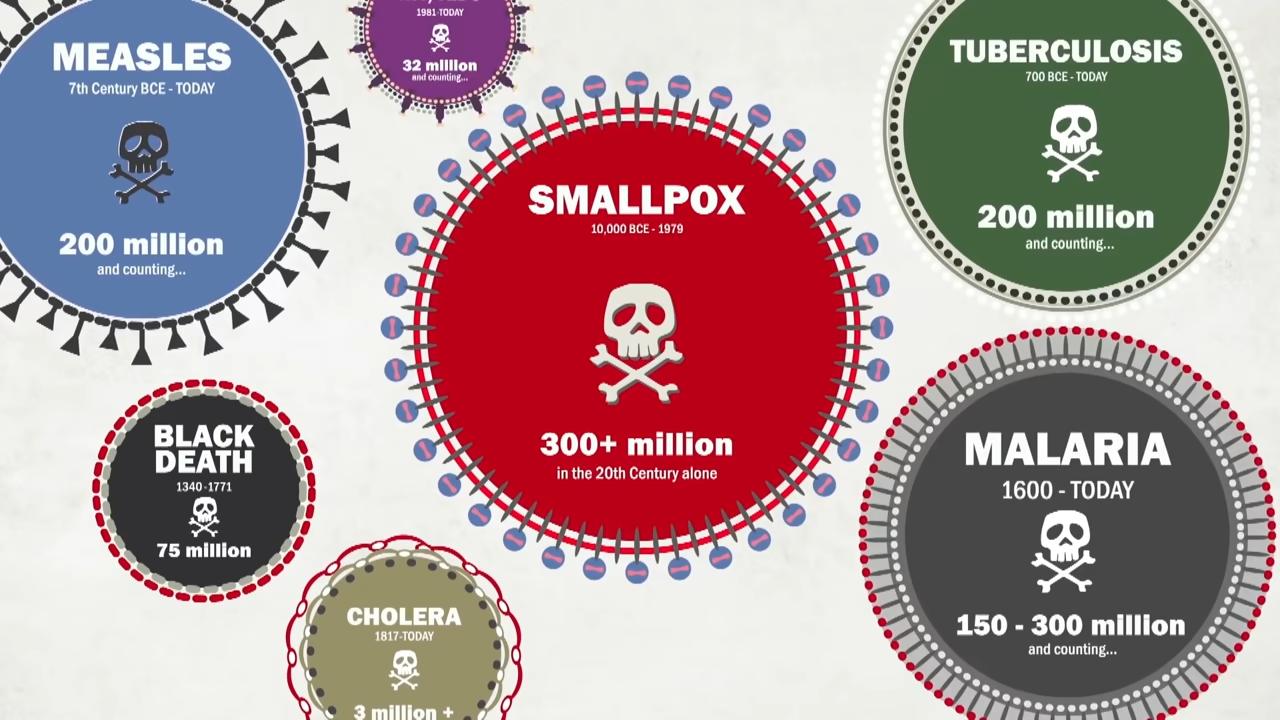 MEASLES
7th Century BCE - TODAY
200 million
and counting...
1981-TODAY
32 million
and counting...
SMALLPOX
10,000 BCE - 1979
300+ million
in the 20th Century alone
TUBERCULOSIS
700 BCE - TODAY
200 million
and counting...
BLACK
DEATH
1340-1771
75 million
CHOLERA
1817-TODAY
3 million +
MALARIA
1600 - TODAY
150 - 300 million
and counting...